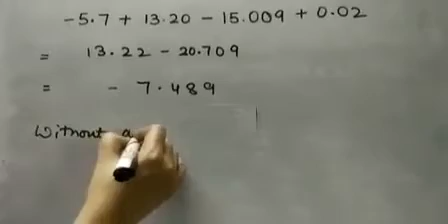 -5.7 + 13.20 - 15.009 + 0.02
= 13.22 - 20.709
= - 7.489
Without a